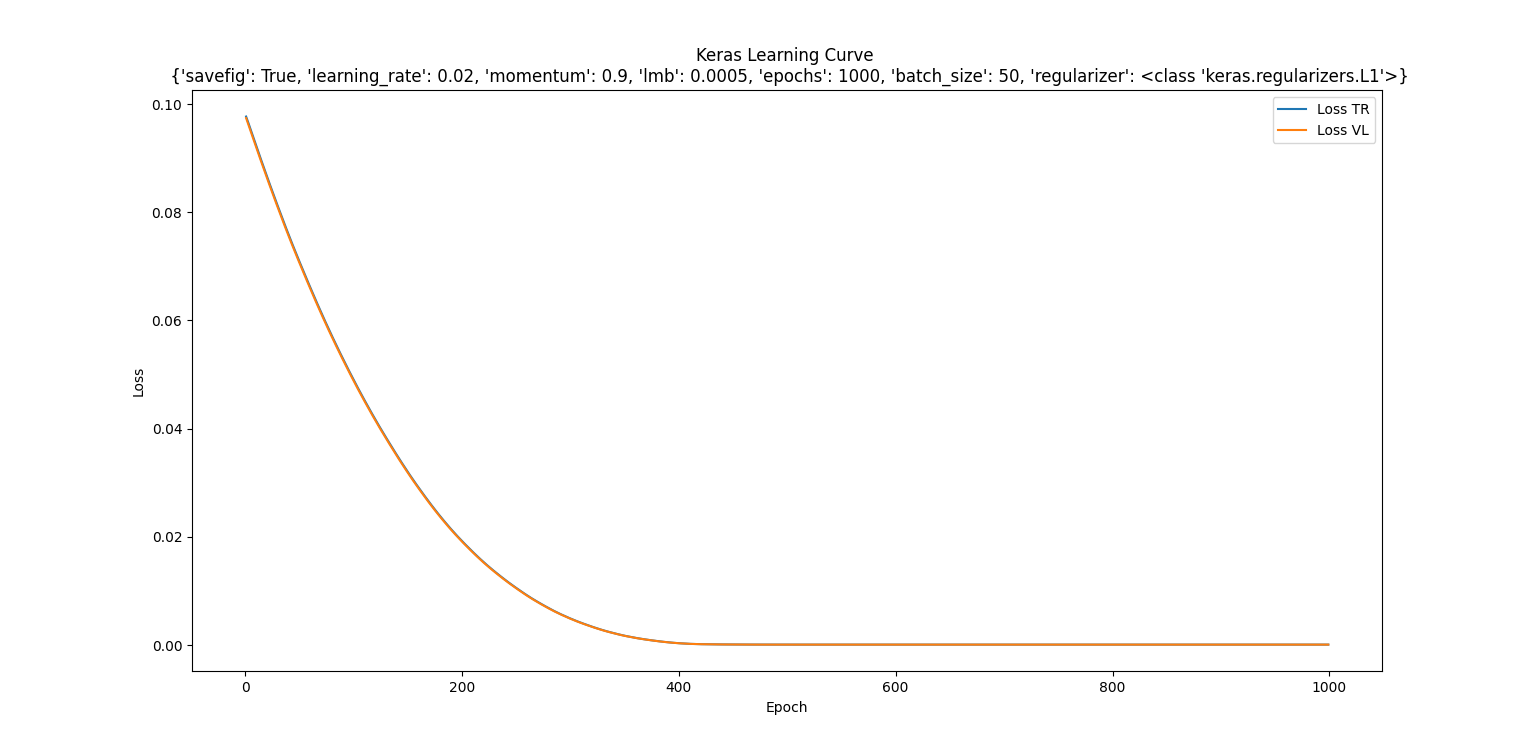 Keras Learning Curve
{'savefig': True, 'learning_rate': 0.02, 'momentum': 0.9, 'lmb': 0.0005, 'epochs': 1000, 'batch_size': 50, 'regularizer': <class 'keras.regularizers.L1'>}
Loss TR
Loss VL
0.10
0.08
0.06
0.04
0.02
0.00
Loss
0
200
400
600
800
1000
Epoch